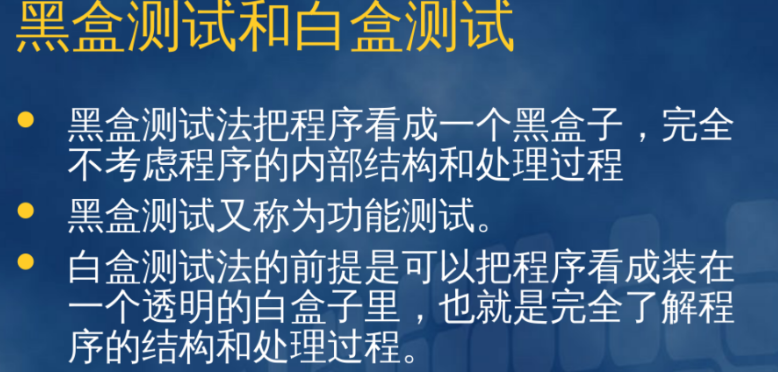 黑盒测试和白盒测试
黑盒测试法把程序看成一个黑盒子，完全
不考虑程序的内部结构和处理过程
黑盒测试又称为功能测试。
白盒测试法的前提是可以把程序看成装在
一个透明的白盒子里，也就是完全了解程
序的结构和处理过程。